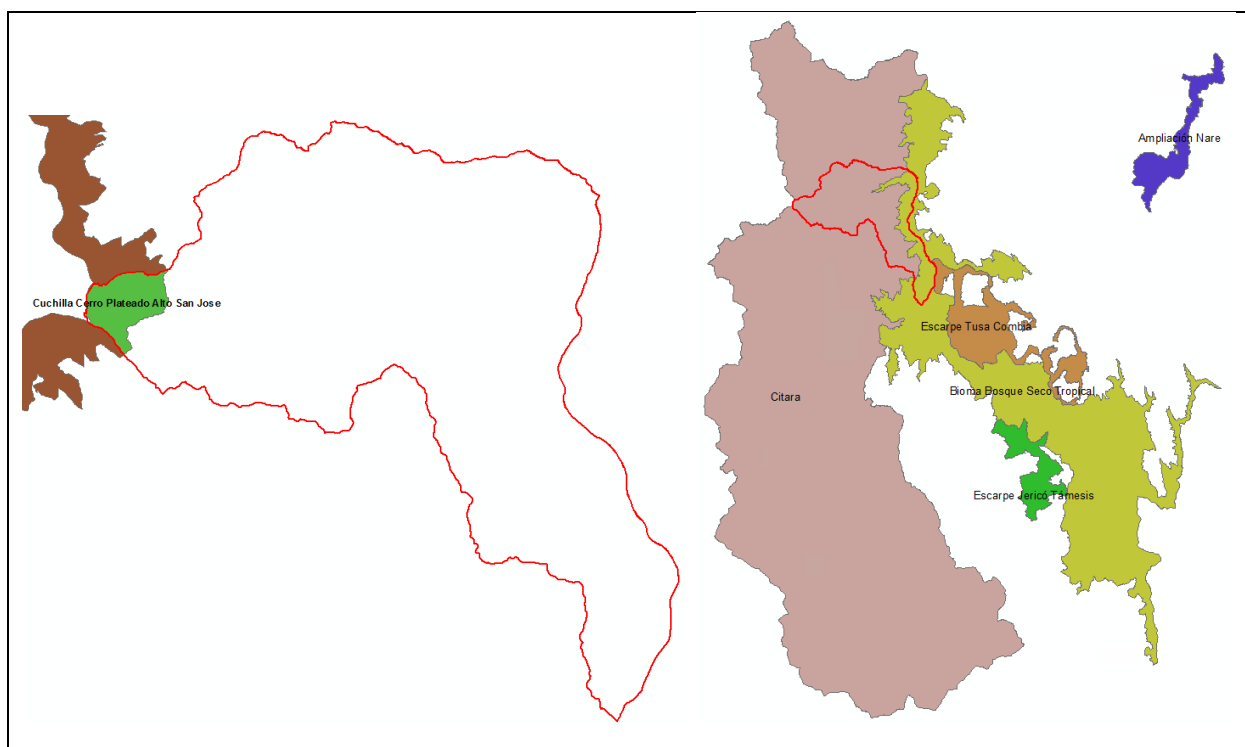 Cuchilla Cerro Plateado Alto San Jose
Ampliación Nare
Escarpe Tusa Combia
Bioma Bosque Seco Tropical
Citara
Escarpe Jericó Támesis